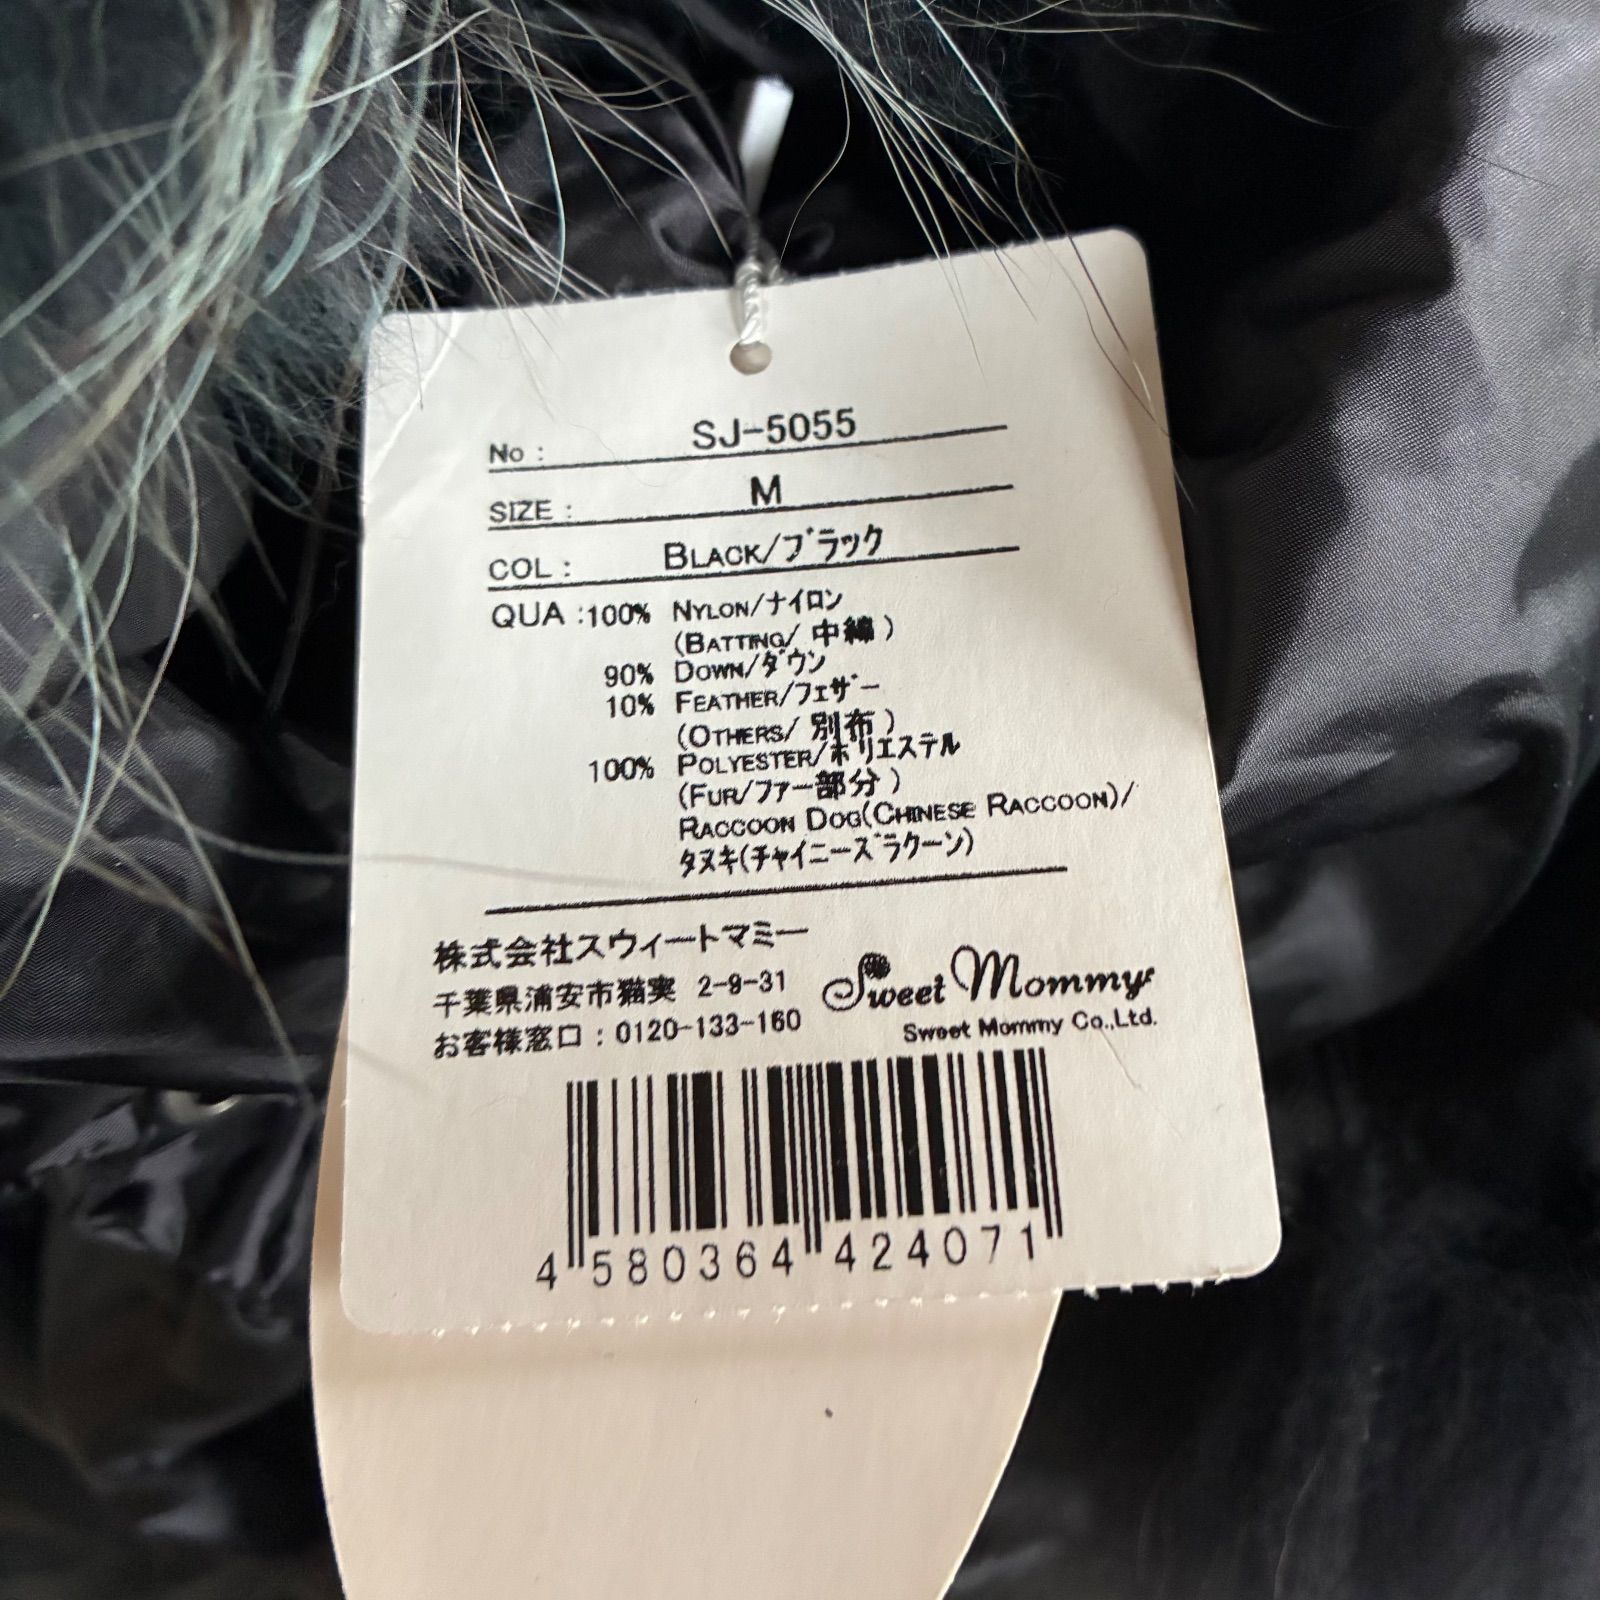 No : SJ-5055
SIZE : M
COL : BLACK/ブラック
QUA :100% NYLON/ナイロン
(BATTING/ 中綿 )
90% DOWN/ダウン
10% FEATHER/フェザー
(OTHERS/ 別布 )
100% POLYESTER/ポリエステル
(FUR/ファー部分 )
RACCOON DOG(CHINESE RACCOON)/
タヌキ(チャイニーズラクーン)
株式会社スウィートマミー
千葉県浦安市猫実 2-9-31
お客様窓口 : 0120-133-160
Sweet Mommy
Sweet Mommy Co.,Ltd.
4 580364 424071